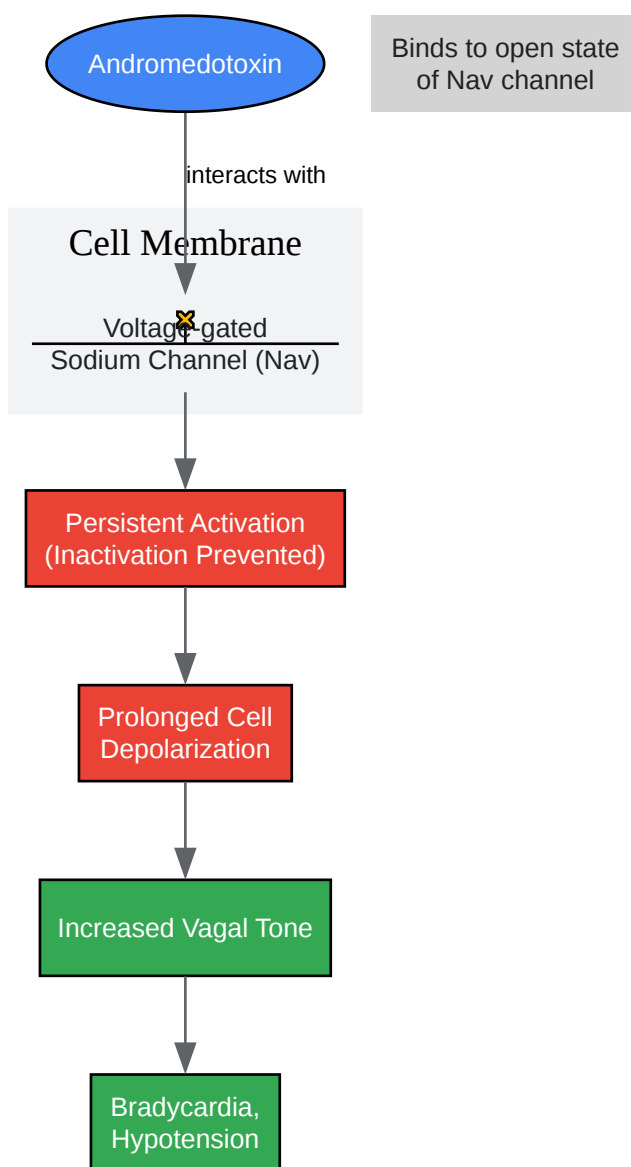 Andromedotoxin
Binds to open state
of Nav channel
interacts with
Cell Membrane
Voltage-gated
Sodium Channel (Nav)
Persistent Activation
(Inactivation Prevented)
Prolonged Cell
Depolarization
Increased Vagal Tone
Bradycardia,
Hypotension